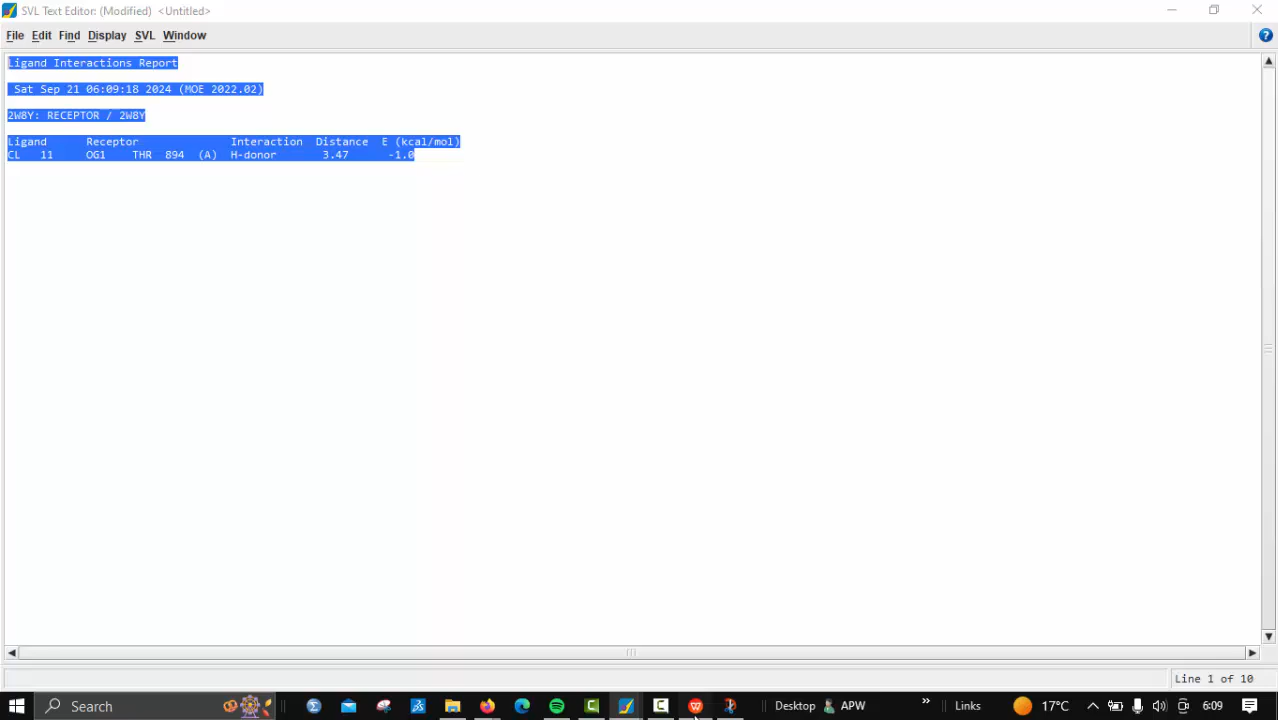 SVL Text Editor: (Modified) <Untitled>
File Edit Find Display SVL Window
Ligand Interactions Report
Sat Sep 21 06:09:18 2024 (MOE 2022.02)
2W8Y: RECEPTOR / 2W8Y
Ligand Receptor Interaction Distance E (kcal/mol)
CL 11 OG1 THR 894 (A) H-donor 3.47 -1.0
Line 1 of 10
Search Desktop APW » Links 17°C 6:09